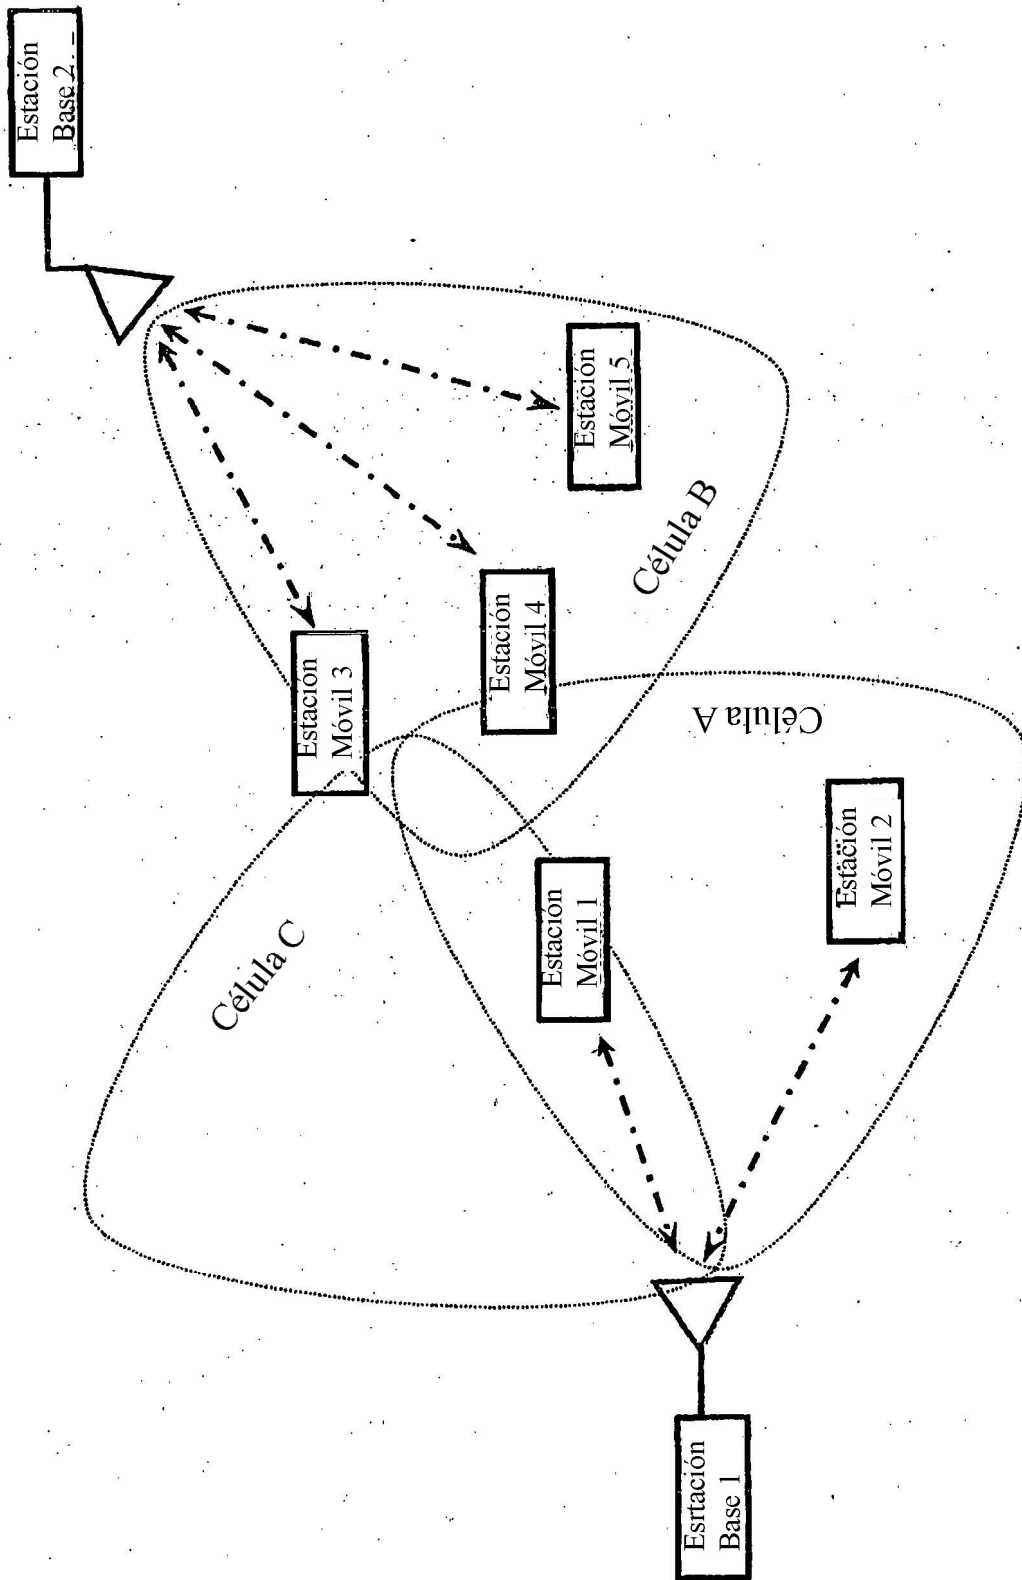 Estación
Base 2
Estación
Móvil 5
Célula B
Estación
Móvil 3
Estación
Móvil 4
Célula A
Célula C
Estación
Móvil 1
Estación
Móvil 2
Esrtación
Base 1